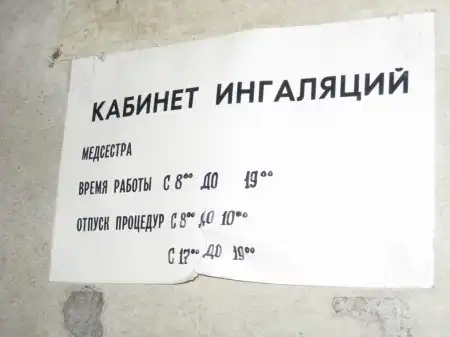 КАБИНЕТ ИНГАЛЯЦИЙ
МЕДСЕСТРА
ВРЕМЯ РАБОТЫ С 8⁰⁰ ДО 19⁰⁰
ОТПУСК ПРОЦЕДУР С 8⁰⁰ ДО 10⁰⁰
С 17⁰⁰ ДО 19⁰⁰